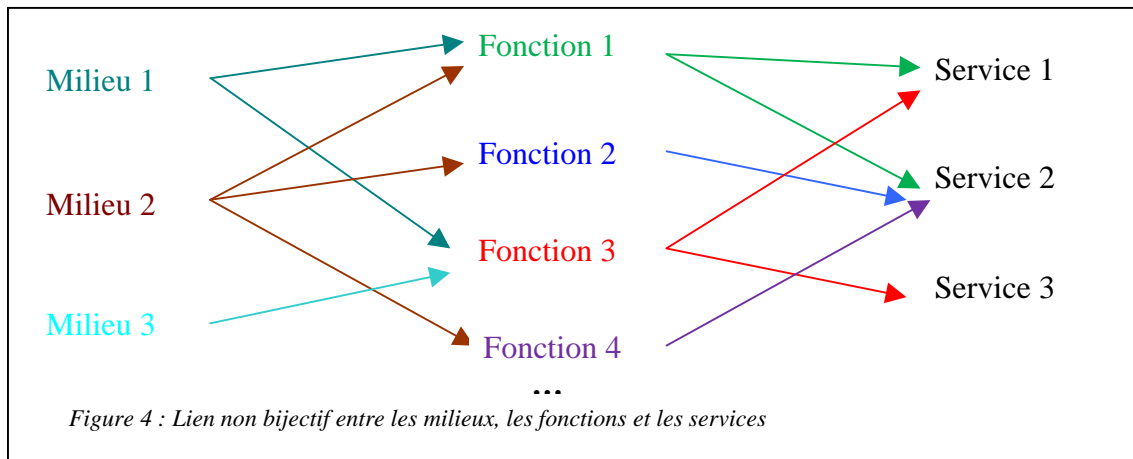 Fonction 1
Milieu 1
Service 1
Fonction 2
Service 2
Milieu 2
Fonction 3
Service 3
Milieu 3
Fonction 4
...
Figure 4 : Lien non bijectif entre les milieux, les fonctions et les services